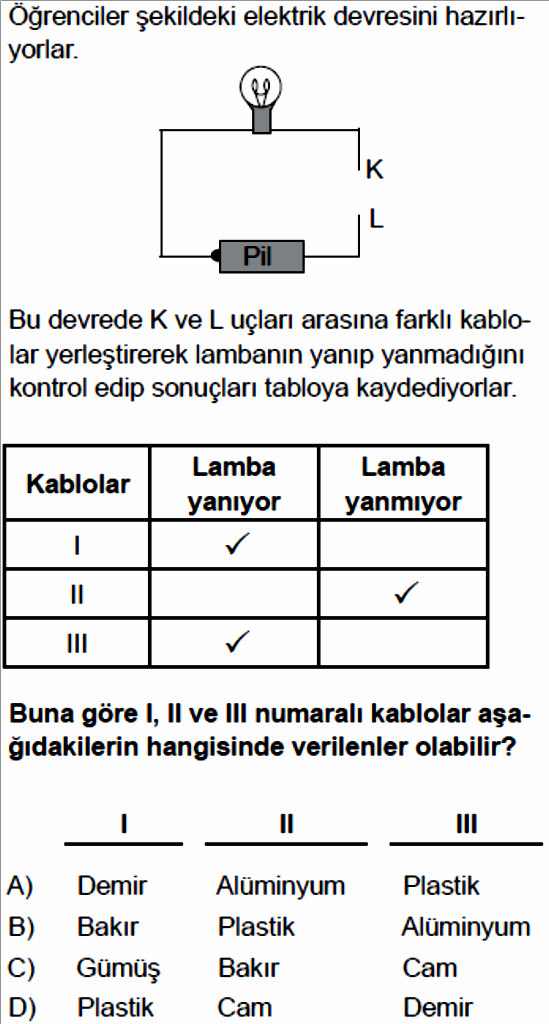 Öğrenciler şekildeki elektrik devresini hazırlı-
yorlar.
K
L
Pil
Bu devrede K ve L uçları arasına farklı kablo-
lar yerleştirerek lambanın yanıp yanmadığını
kontrol edip sonuçları tabloya kaydediyorlar.
Kablolar Lamba yanıyor Lamba yanmıyor
I ✓
II ✓
III ✓
Buna göre I, II ve III numaralı kablolar aşa-
ğıdakilerin hangisinde verilenler olabilir?
I II III
A) Demir Alüminyum Plastik
B) Bakır Plastik Alüminyum
C) Gümüş Bakır Cam
D) Plastik Cam Demir